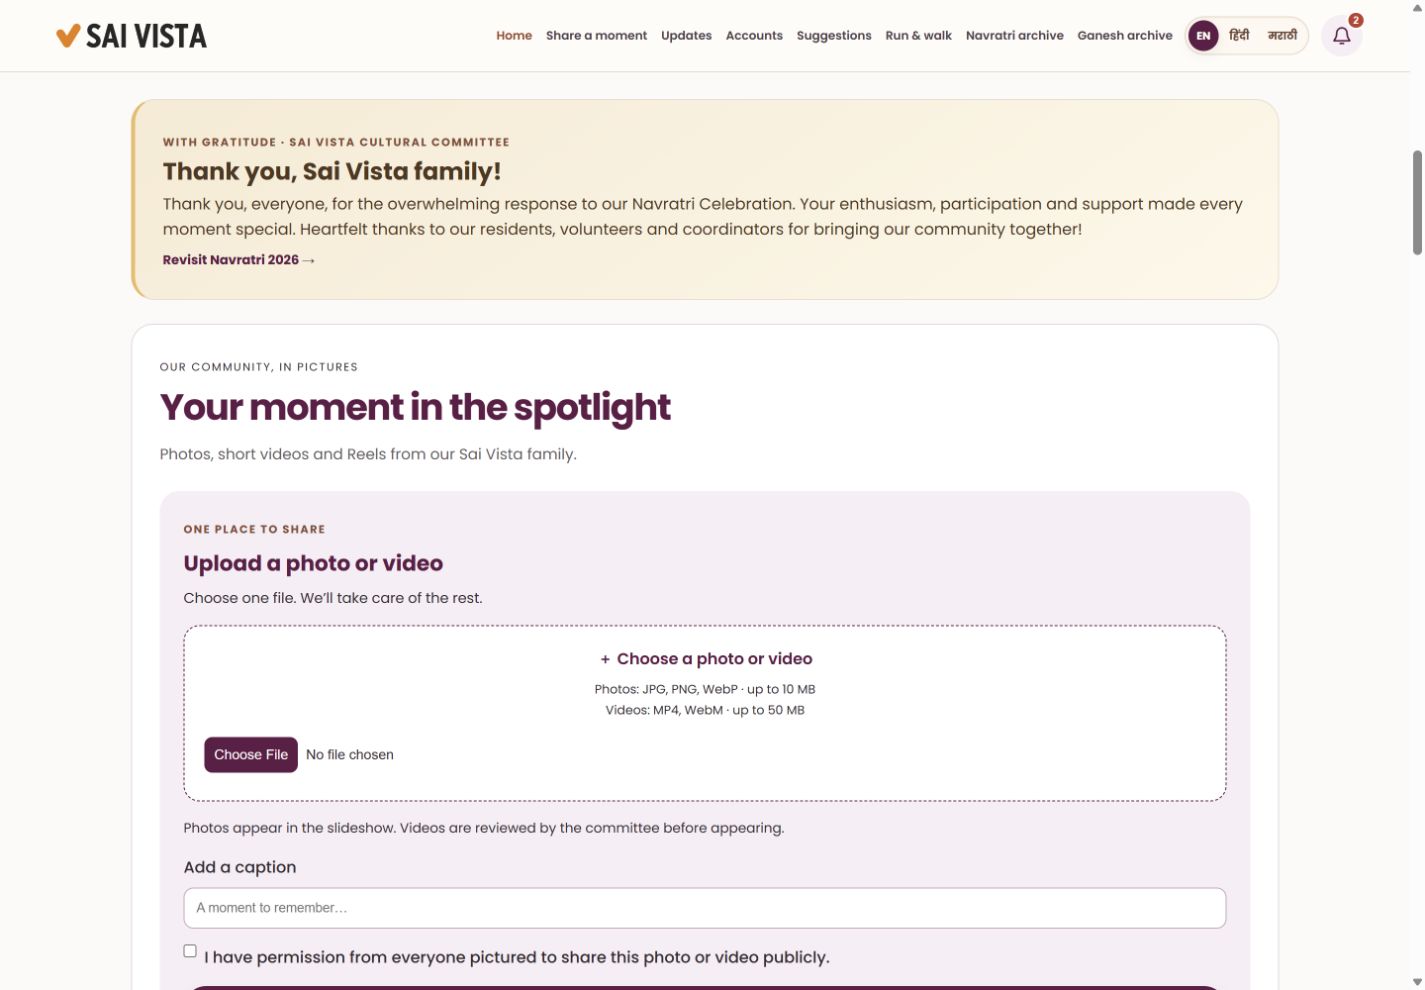 SAI VISTA
Home Share a moment Updates Accounts Suggestions Run & walk Navratri archive Ganesh archive EN हिंदी मराठी 2
WITH GRATITUDE · SAI VISTA CULTURAL COMMITTEE
Thank you, Sai Vista family!
Thank you, everyone, for the overwhelming response to our Navratri Celebration. Your enthusiasm, participation and support made every
moment special. Heartfelt thanks to our residents, volunteers and coordinators for bringing our community together!
Revisit Navratri 2026 →
OUR COMMUNITY, IN PICTURES
Your moment in the spotlight
Photos, short videos and Reels from our Sai Vista family.
ONE PLACE TO SHARE
Upload a photo or video
Choose one file. We’ll take care of the rest.
+ Choose a photo or video
Photos: JPG, PNG, WebP · up to 10 MB
Videos: MP4, WebM · up to 50 MB
Choose File No file chosen
Photos appear in the slideshow. Videos are reviewed by the committee before appearing.
Add a caption
A moment to remember…
I have permission from everyone pictured to share this photo or video publicly.